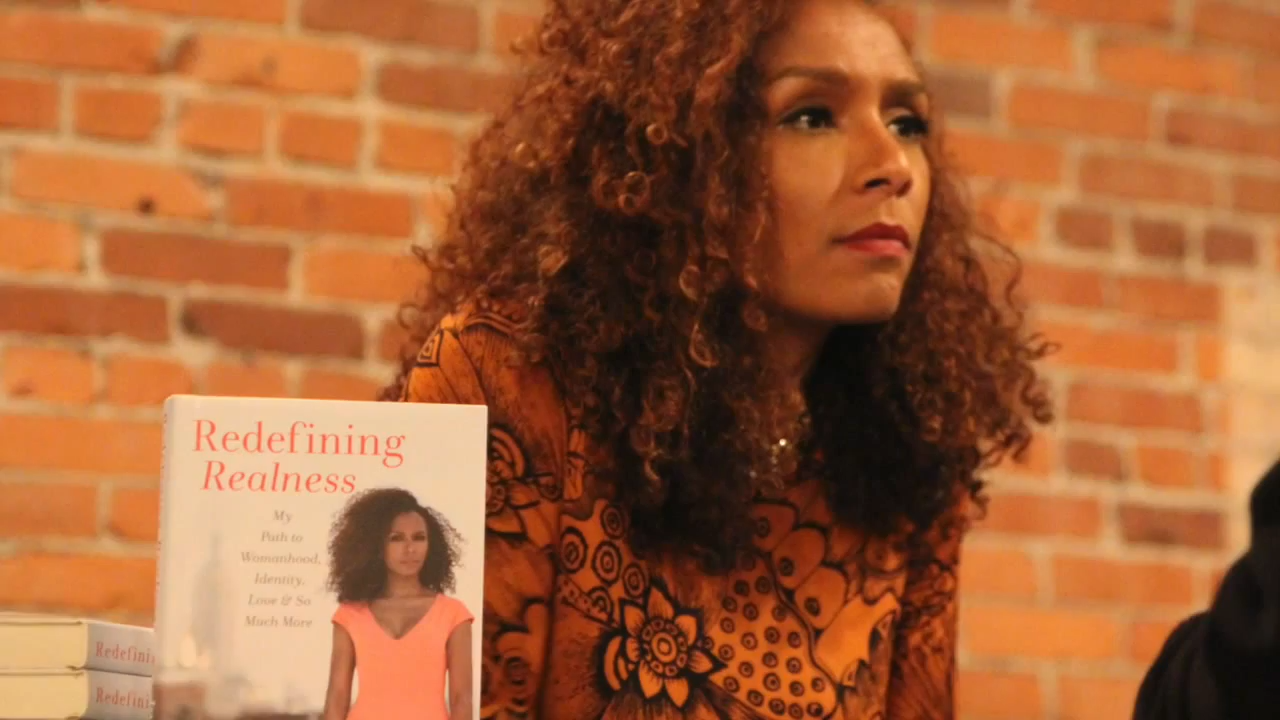 Redefining
Realness
My
Path to
Womanhood,
Identity,
Love & So
Much More
Redefini
Redefini